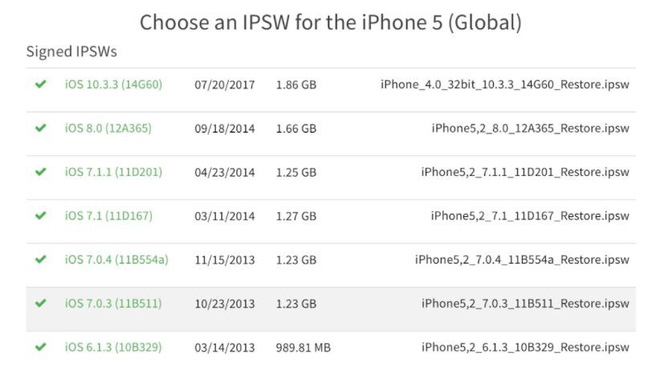 Choose an IPSW for the iPhone 5 (Global)
Signed IPSWs
iOS 10.3.3 (14G60) 07/20/2017 1.86 GB iPhone_4.0_32bit_10.3.3_14G60_Restore.ipsw
iOS 8.0 (12A365) 09/18/2014 1.66 GB iPhone5,2_8.0_12A365_Restore.ipsw
iOS 7.1.1 (11D201) 04/23/2014 1.25 GB iPhone5,2_7.1.1_11D201_Restore.ipsw
iOS 7.1 (11D167) 03/11/2014 1.27 GB iPhone5,2_7.1_11D167_Restore.ipsw
iOS 7.0.4 (11B554a) 11/15/2013 1.23 GB iPhone5,2_7.0.4_11B554a_Restore.ipsw
iOS 7.0.3 (11B511) 10/23/2013 1.23 GB iPhone5,2_7.0.3_11B511_Restore.ipsw
iOS 6.1.3 (10B329) 03/14/2013 989.81 MB iPhone5,2_6.1.3_10B329_Restore.ipsw